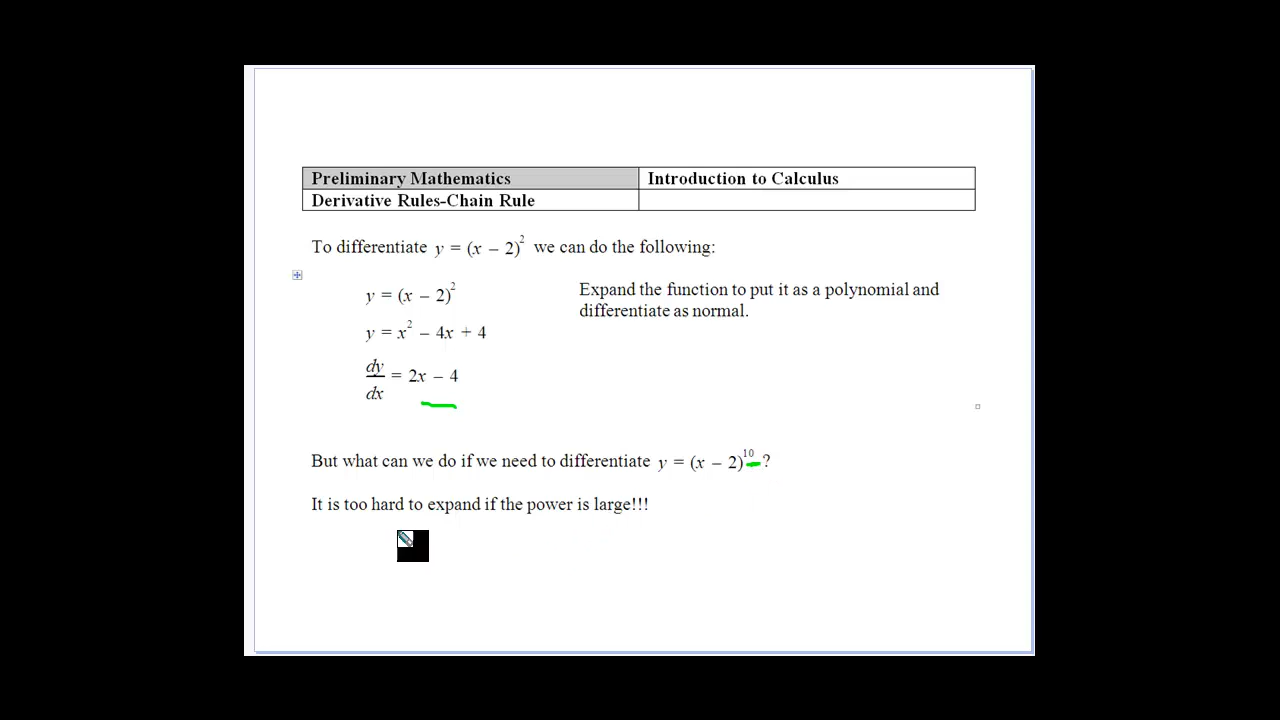 Preliminary Mathematics Introduction to Calculus
Derivative Rules-Chain Rule
To differentiate y = (x − 2)² we can do the following:
y = (x − 2)² Expand the function to put it as a polynomial and
differentiate as normal.
y = x² − 4x + 4
dy/dx = 2x − 4
But what can we do if we need to differentiate y = (x − 2)¹⁰ ?
It is too hard to expand if the power is large!!!